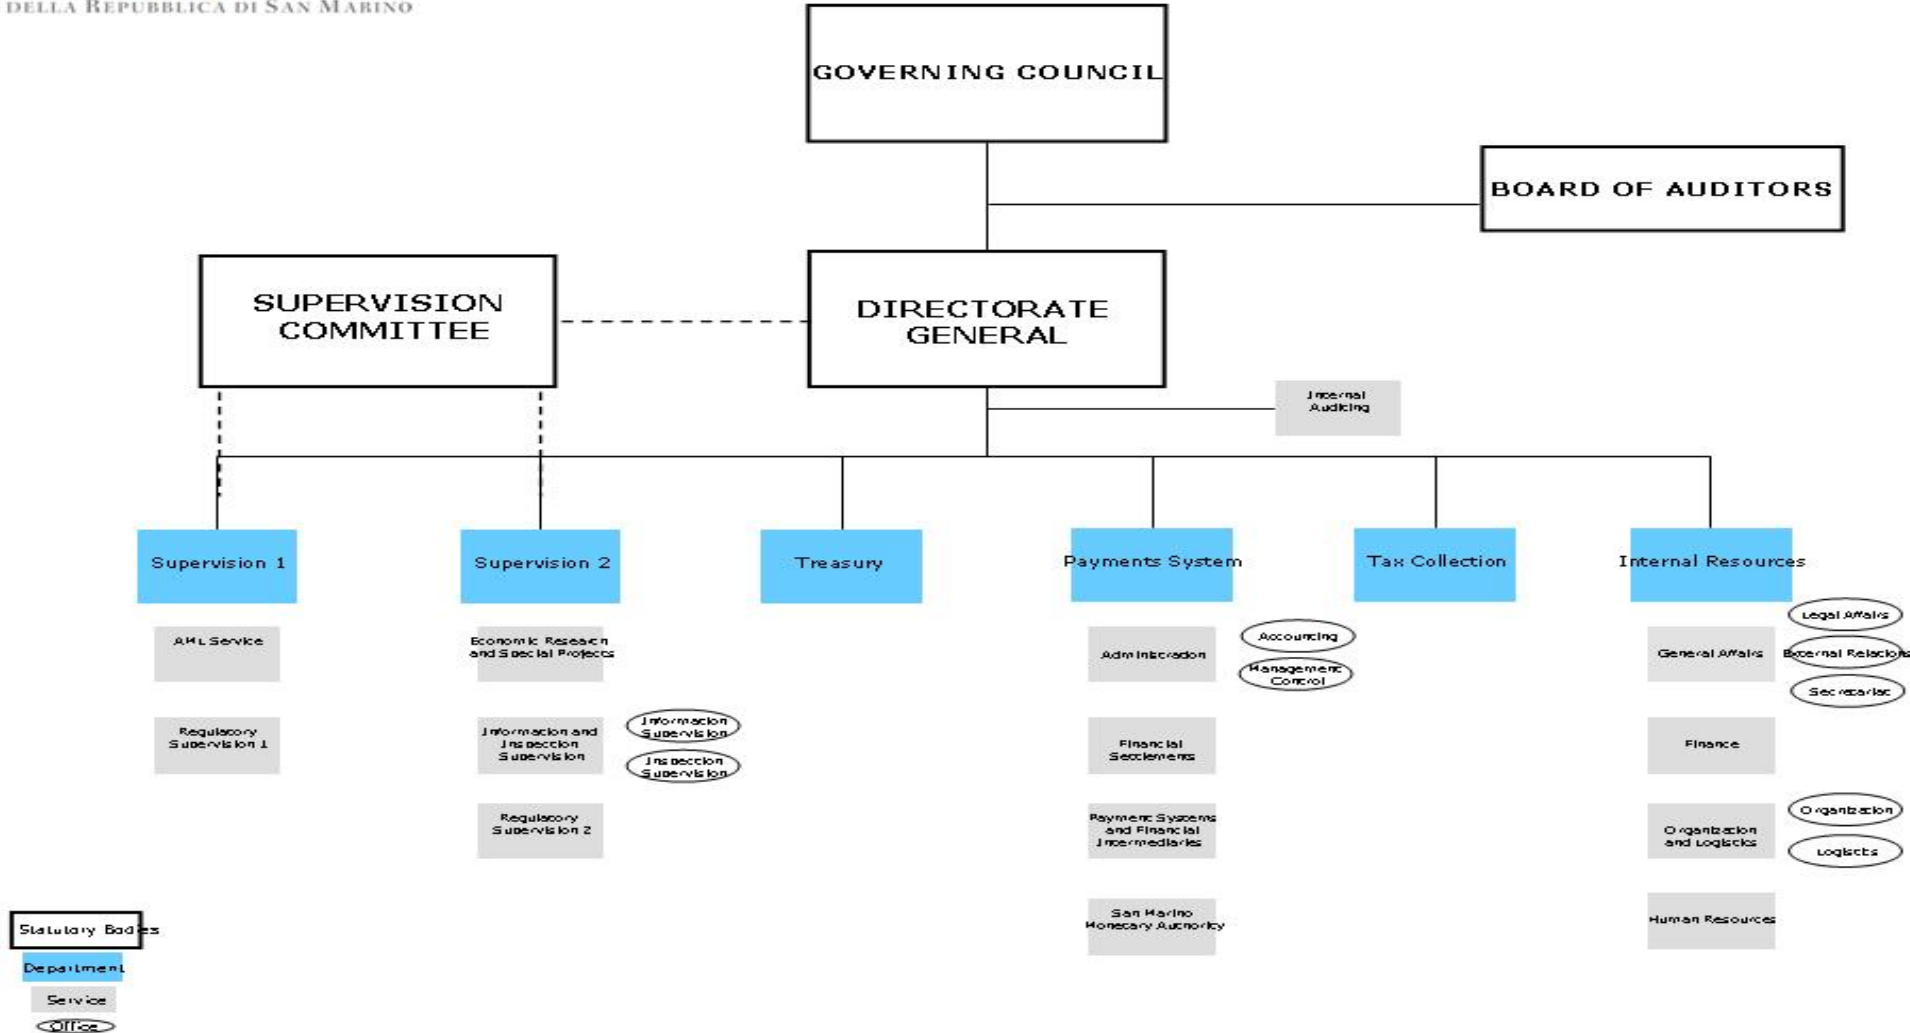 DELLA REPUBBLICA DI SAN MARINO
GOVERNING COUNCIL
BOARD OF AUDITORS
SUPERVISION
COMMITTEE
DIRECTORATE
GENERAL
Internal
Auditing
Supervision 1
Supervision 2
Treasury
Payments System
Tax Collection
Internal Resources
AML Service
Economic Research
and Special Projects
Administration
Accounting
Management
Control
General Affairs
Legal Affairs
External Relations
Secretariat
Regulatory
Supervision 1
Information and
Inspection
Supervision
Information
Supervision
Inspection
Supervision
Financial
Settlements
Finance
Regulatory
Supervision 2
Payment Systems
and Financial
Intermediaries
Organization
and Logistics
Organization
Logistics
San Marino
Monetary Authority
Human Resources
Statutory Bodies
Department
Service
Office